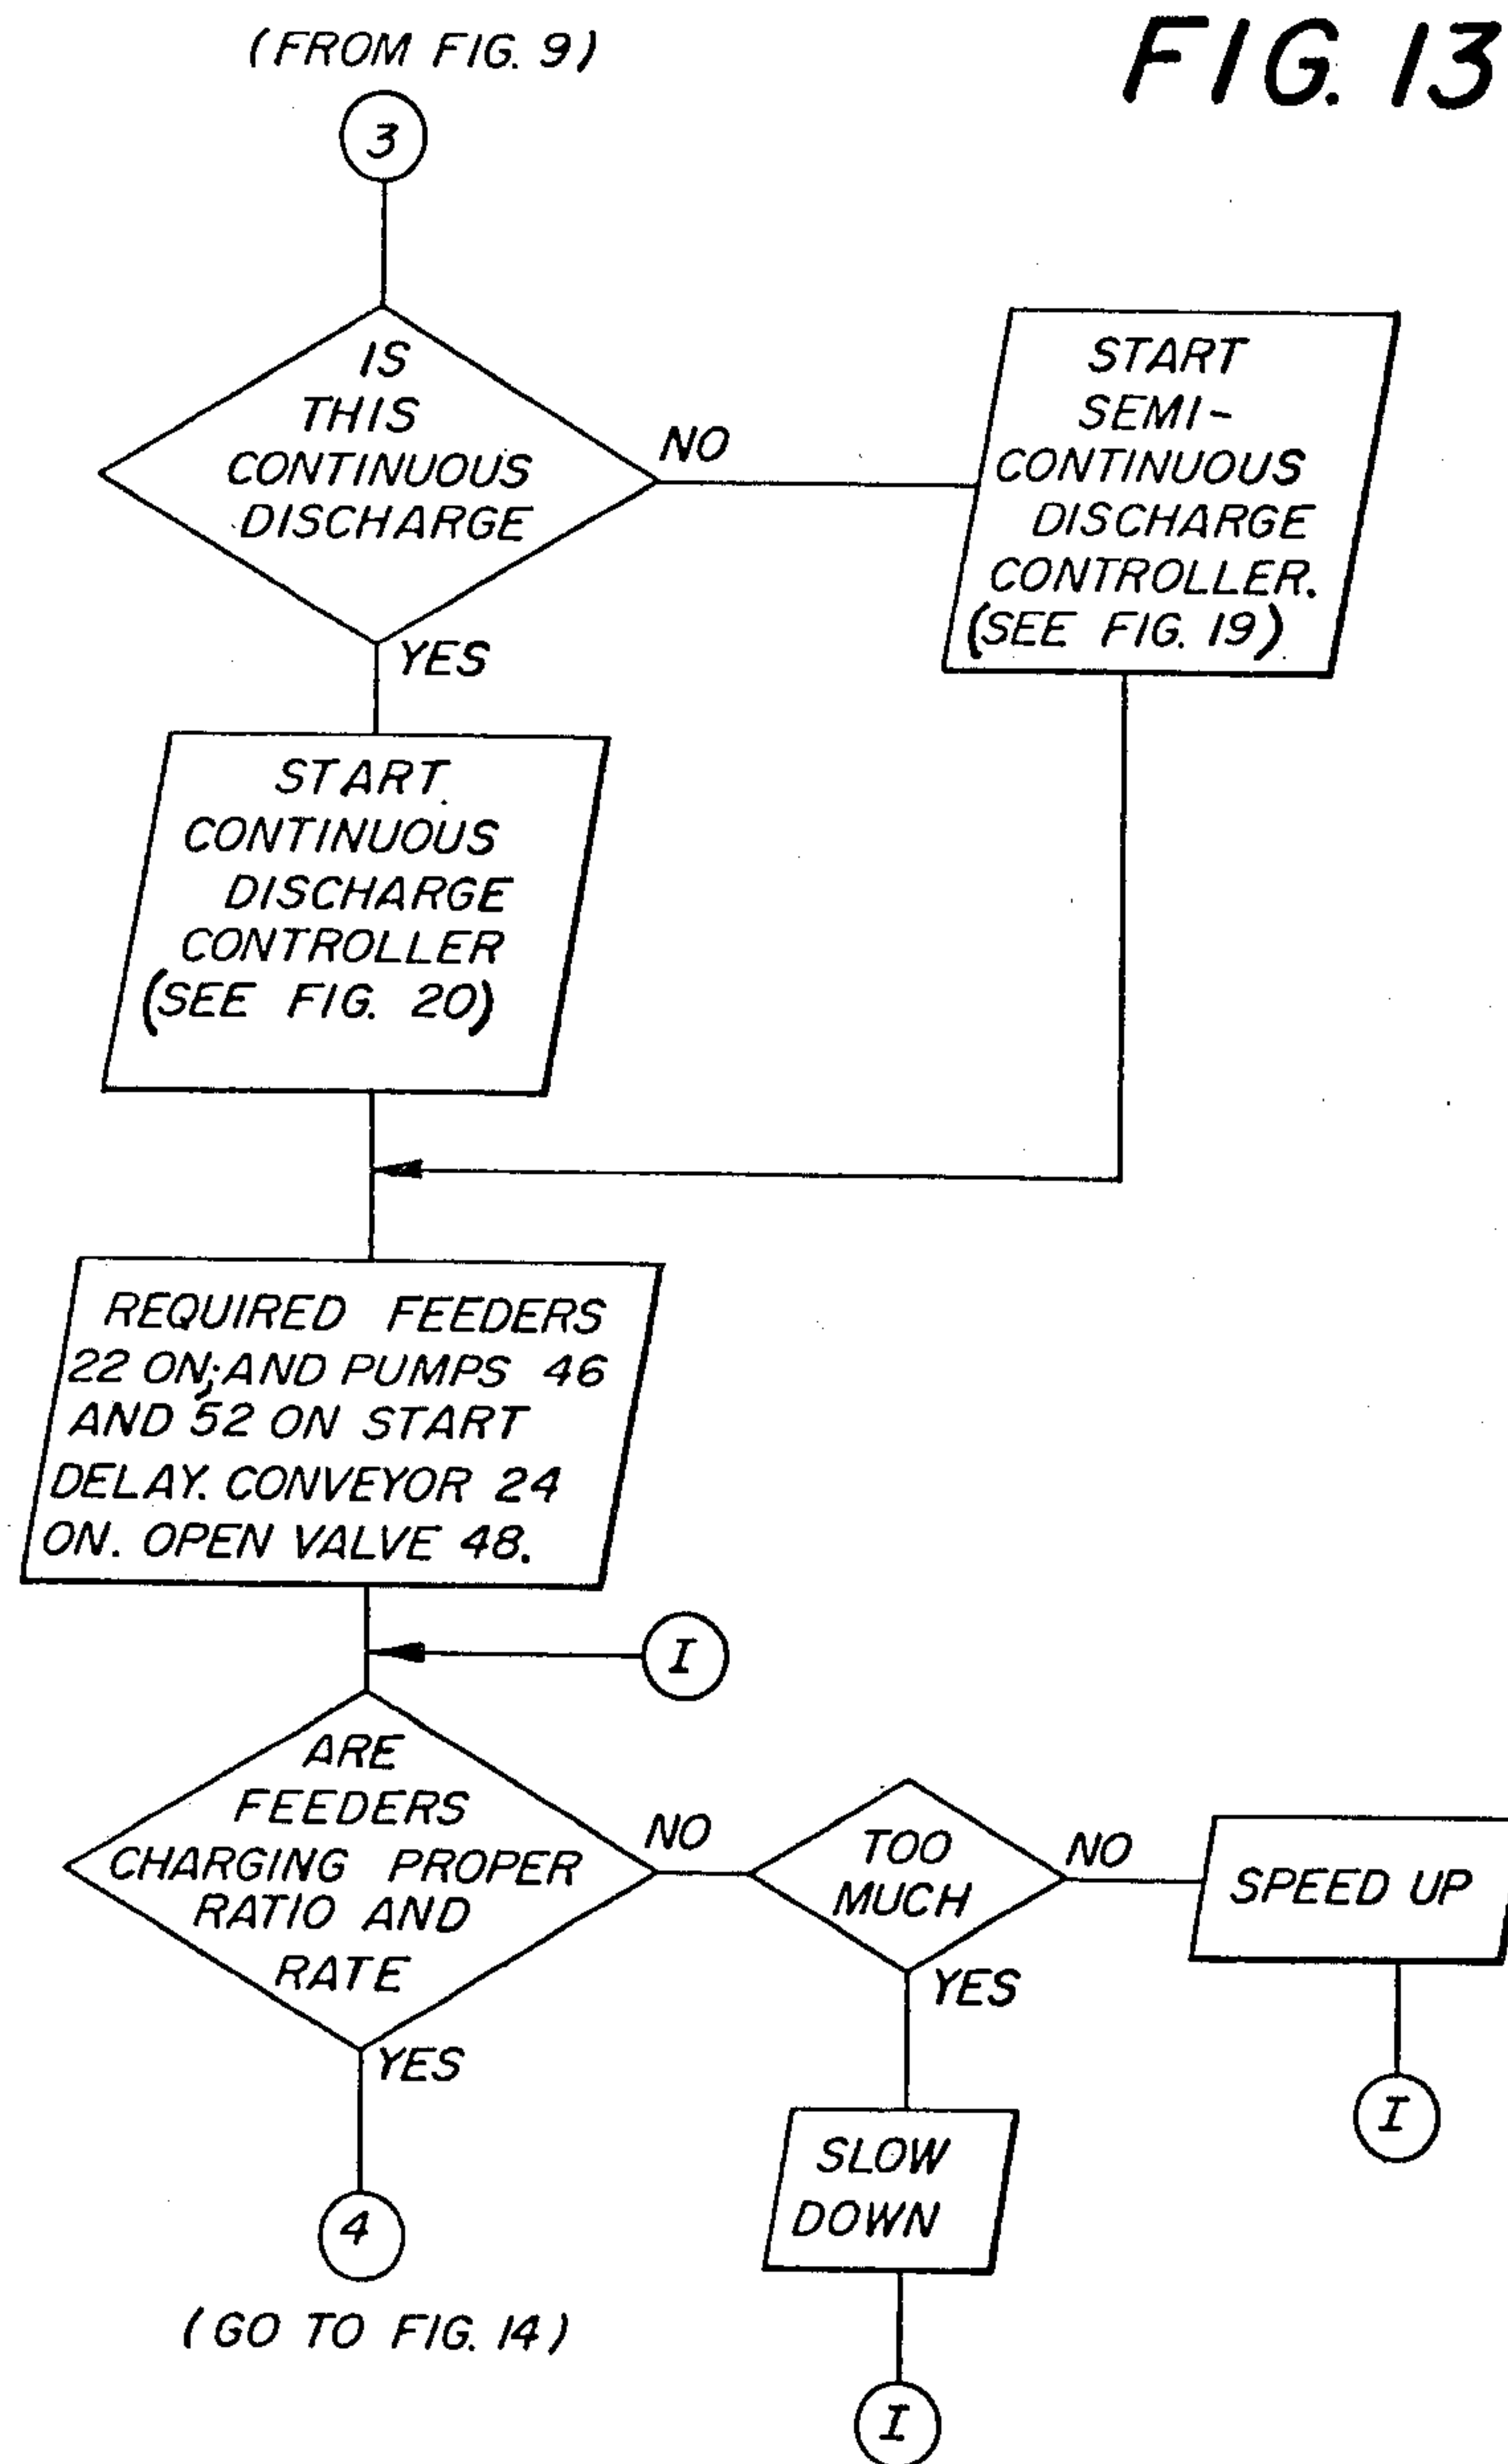 (FROM FIG. 9)
FIG. 13
3
IS
THIS
CONTINUOUS
DISCHARGE
NO
YES
START
SEMI-
CONTINUOUS
DISCHARGE
CONTROLLER.
(SEE FIG. 19)
START
CONTINUOUS
DISCHARGE
CONTROLLER
(SEE FIG. 20)
REQUIRED FEEDERS
22 ON; AND PUMPS 46
AND 52 ON START
DELAY. CONVEYOR 24
ON. OPEN VALVE 48.
I
ARE
FEEDERS
CHARGING PROPER
RATIO AND
RATE
NO
YES
TOO
MUCH
NO
YES
SPEED UP
I
SLOW
DOWN
I
4
(GO TO FIG. 14)